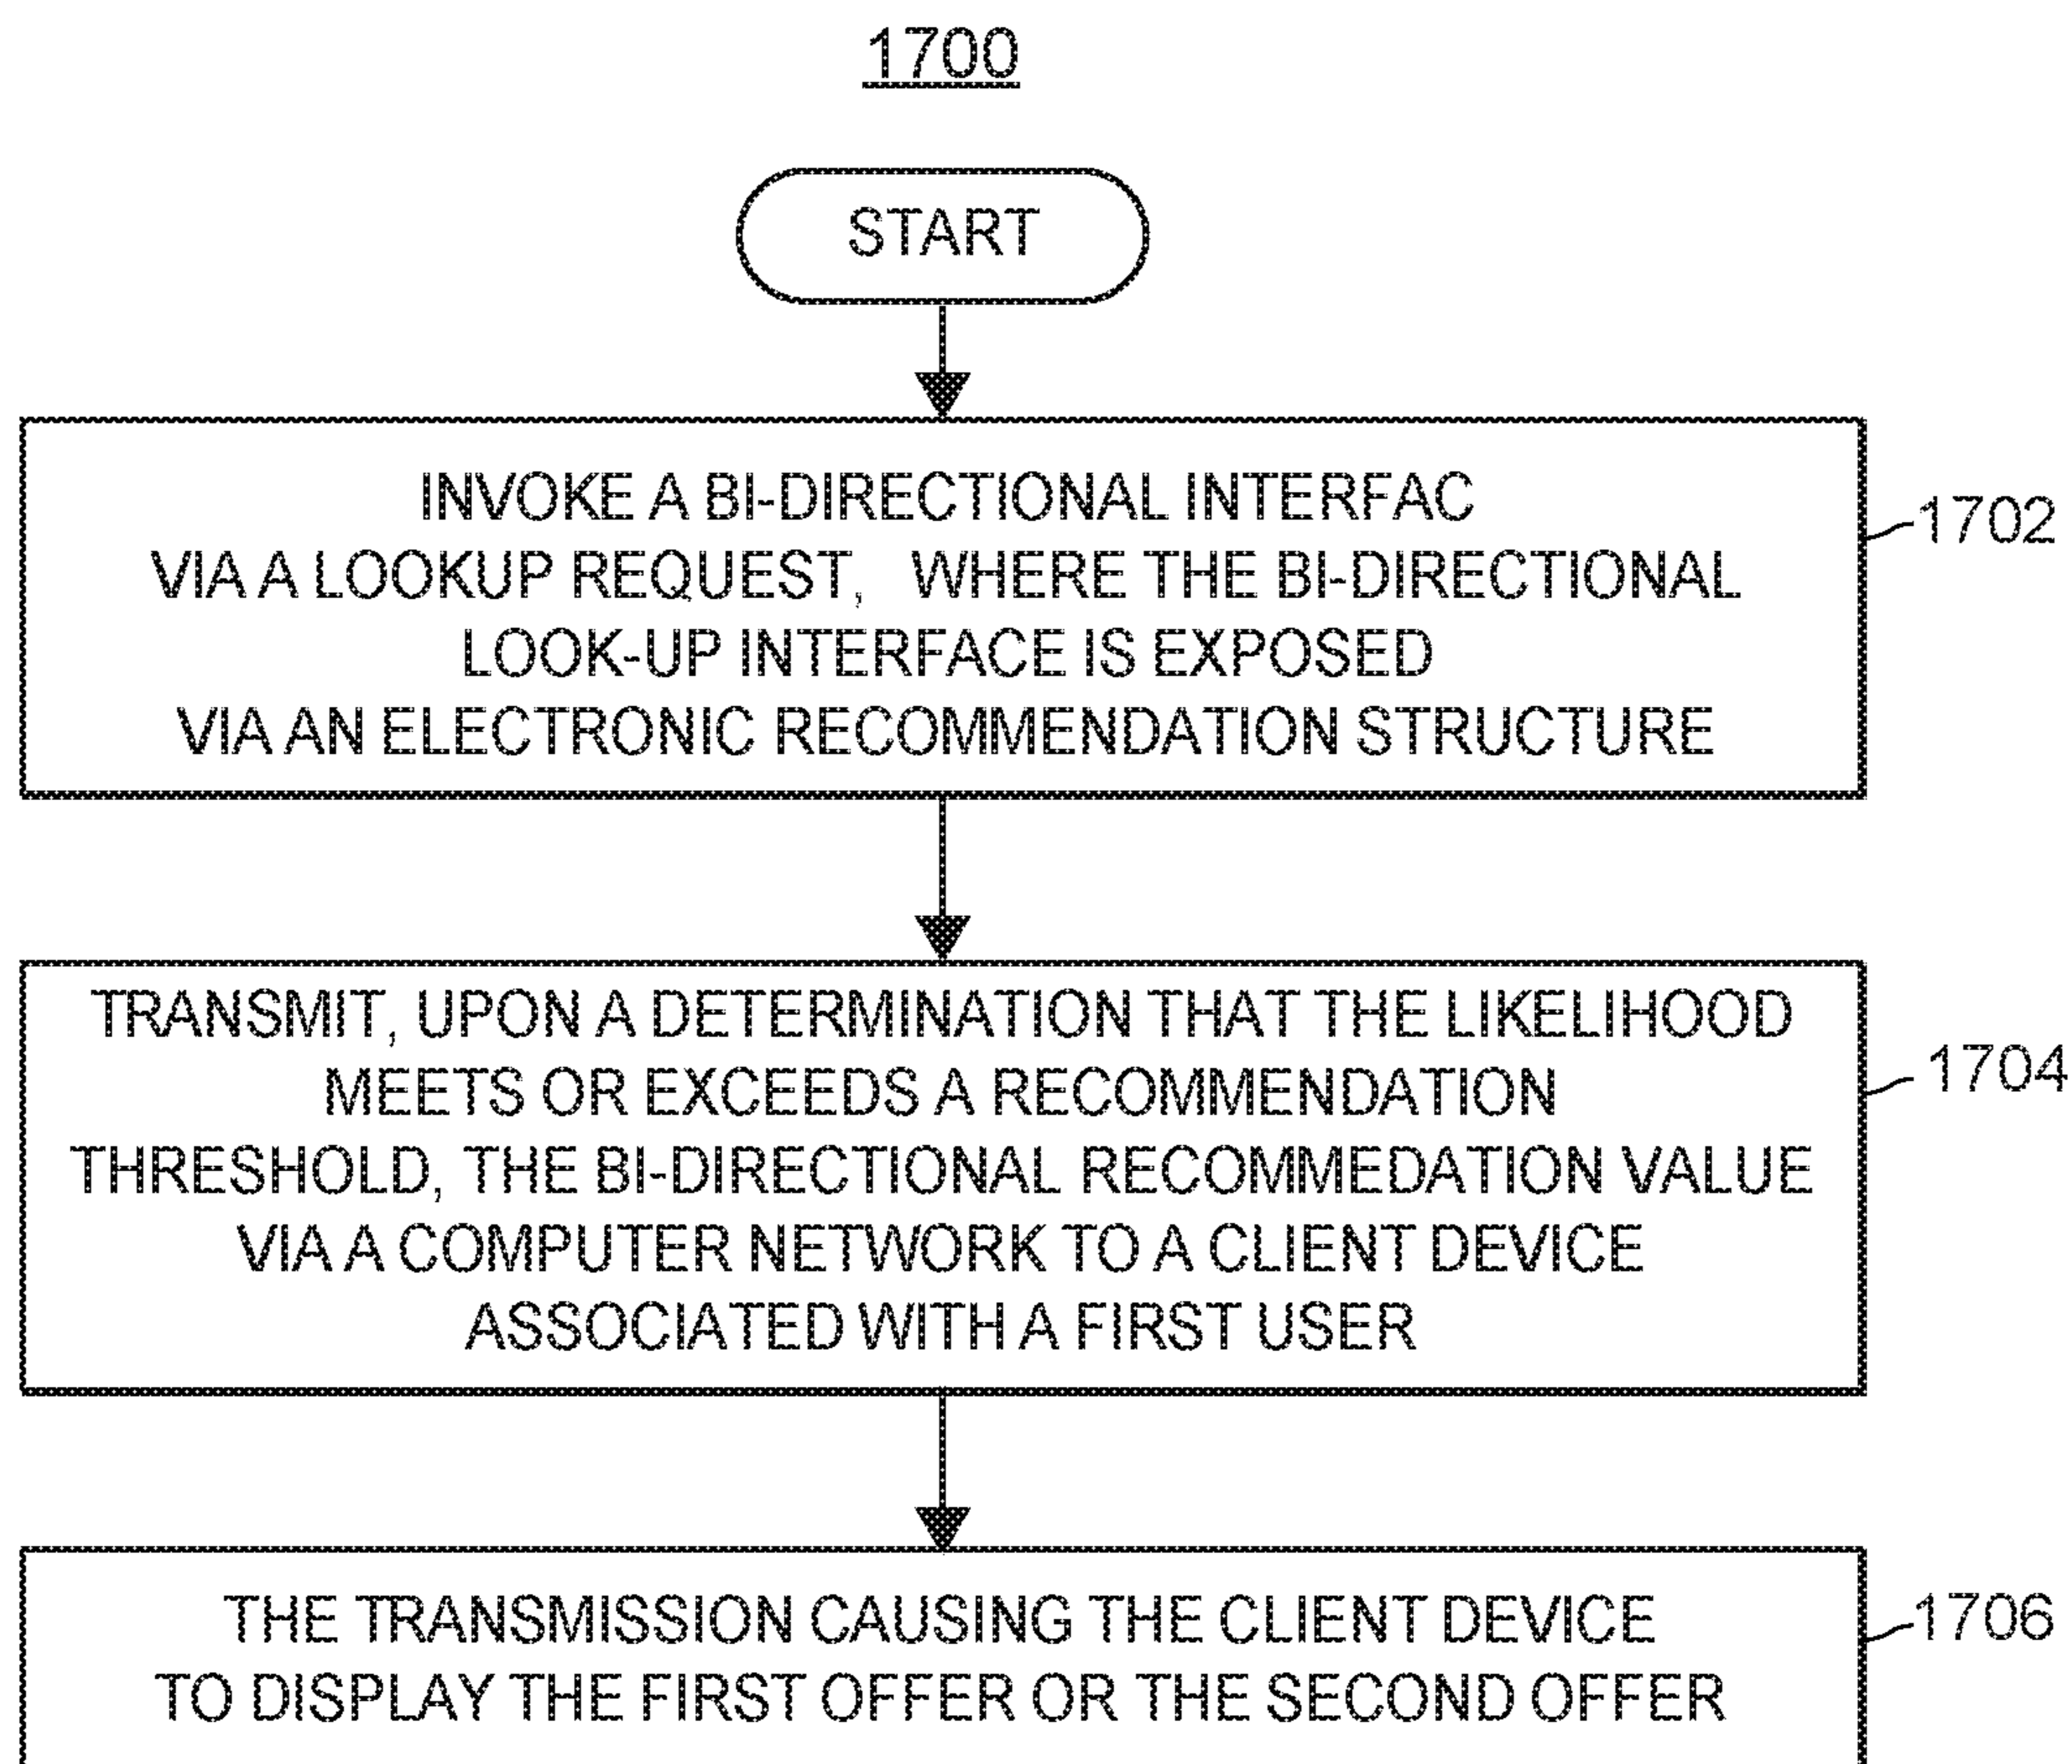 1700
START
INVOKE A BI-DIRECTIONAL INTERFAC
VIA A LOOKUP REQUEST, WHERE THE BI-DIRECTIONAL
LOOK-UP INTERFACE IS EXPOSED
VIA AN ELECTRONIC RECOMMENDATION STRUCTURE
1702
TRANSMIT, UPON A DETERMINATION THAT THE LIKELIHOOD
MEETS OR EXCEEDS A RECOMMENDATION
THRESHOLD, THE BI-DIRECTIONAL RECOMMEDATION VALUE
VIA A COMPUTER NETWORK TO A CLIENT DEVICE
ASSOCIATED WITH A FIRST USER
1704
THE TRANSMISSION CAUSING THE CLIENT DEVICE
TO DISPLAY THE FIRST OFFER OR THE SECOND OFFER
1706